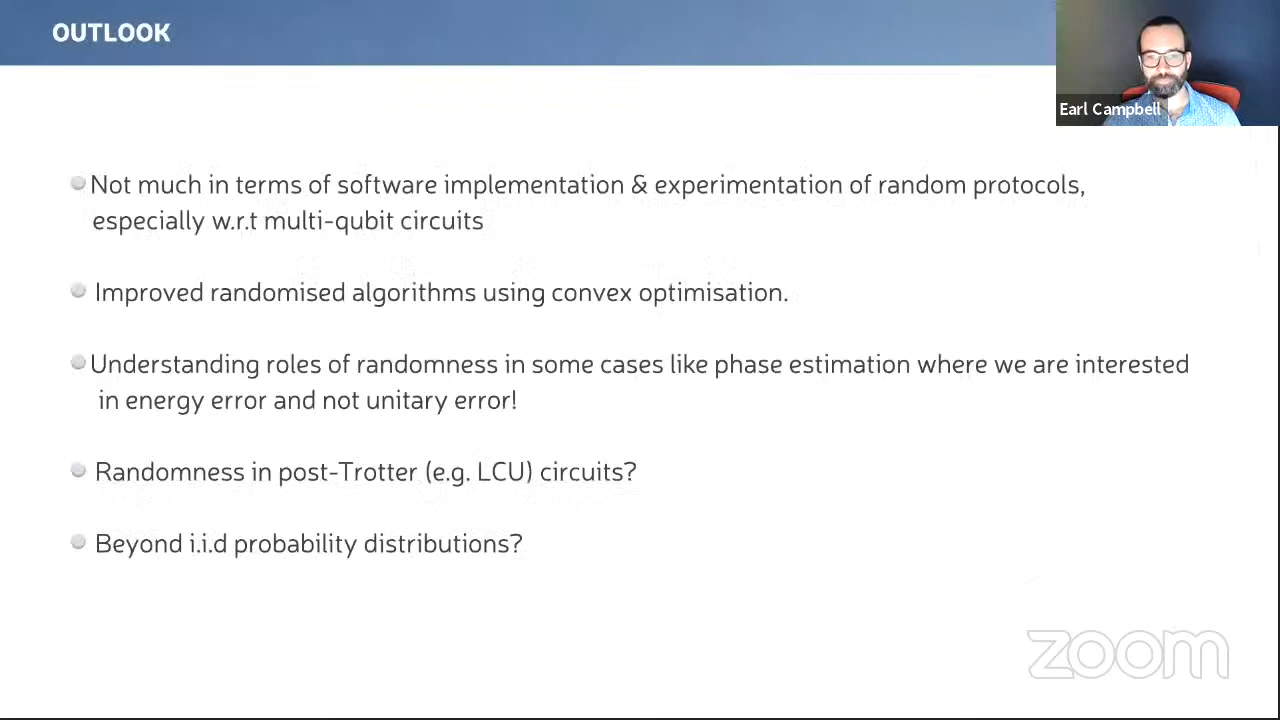 OUTLOOK
Earl Campbell
Not much in terms of software implementation & experimentation of random protocols,
especially w.r.t multi-qubit circuits
Improved randomised algorithms using convex optimisation.
Understanding roles of randomness in some cases like phase estimation where we are interested
in energy error and not unitary error!
Randomness in post-Trotter (e.g. LCU) circuits?
Beyond i.i.d probability distributions?
zoom